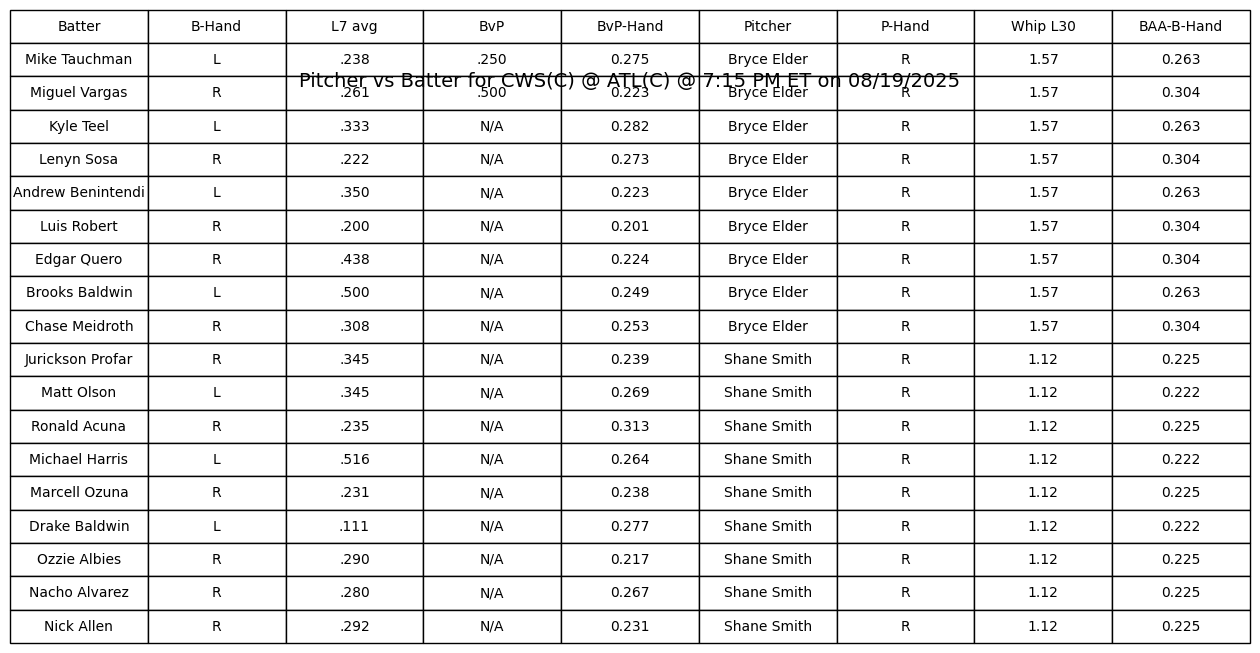 Batter B-Hand L7 avg BvP BvP-Hand Pitcher P-Hand Whip L30 BAA-B-Hand
Mike Tauchman L .238 .250 0.275 Bryce Elder R 1.57 0.263
Pitcher vs Batter for CWS(C) @ ATL(C) @ 7:15 PM ET on 08/19/2025
Miguel Vargas R .261 .500 0.223 Bryce Elder R 1.57 0.304
Kyle Teel L .333 N/A 0.282 Bryce Elder R 1.57 0.263
Lenyn Sosa R .222 N/A 0.273 Bryce Elder R 1.57 0.304
Andrew Benintendi L .350 N/A 0.223 Bryce Elder R 1.57 0.263
Luis Robert R .200 N/A 0.201 Bryce Elder R 1.57 0.304
Edgar Quero R .438 N/A 0.224 Bryce Elder R 1.57 0.304
Brooks Baldwin L .500 N/A 0.249 Bryce Elder R 1.57 0.263
Chase Meidroth R .308 N/A 0.253 Bryce Elder R 1.57 0.304
Jurickson Profar R .345 N/A 0.239 Shane Smith R 1.12 0.225
Matt Olson L .345 N/A 0.269 Shane Smith R 1.12 0.222
Ronald Acuna R .235 N/A 0.313 Shane Smith R 1.12 0.225
Michael Harris L .516 N/A 0.264 Shane Smith R 1.12 0.222
Marcell Ozuna R .231 N/A 0.238 Shane Smith R 1.12 0.225
Drake Baldwin L .111 N/A 0.277 Shane Smith R 1.12 0.222
Ozzie Albies R .290 N/A 0.217 Shane Smith R 1.12 0.225
Nacho Alvarez R .280 N/A 0.267 Shane Smith R 1.12 0.225
Nick Allen R .292 N/A 0.231 Shane Smith R 1.12 0.225